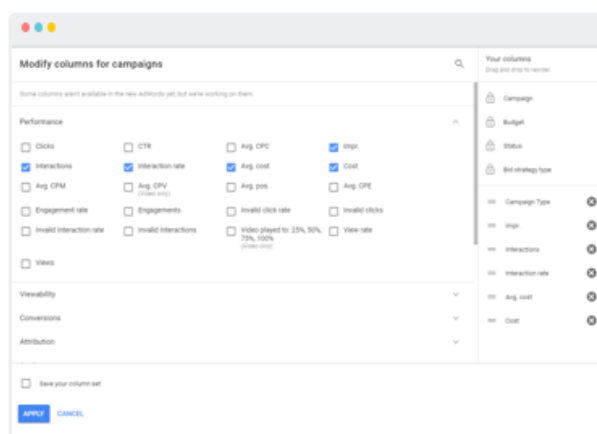 Modify columns for campaigns
Some columns aren't available in the new AdWords yet, but we're working on them.
Performance
Clicks
CTR
Avg. CPC
Impr.
Interactions
Interaction rate
Avg. cost
Cost
Avg. CPM
Avg. CPV
(Video only)
Avg. pos.
Avg. CPE
Engagement rate
Engagements
Invalid click rate
Invalid clicks
Invalid interaction rate
Invalid interactions
Video played to: 25%, 50%,
75%, 100%
(Video only)
View rate
Views
Viewability
Conversions
Attribution
Save your column set
APPLY
CANCEL
Your columns
Drag and drop to reorder
Campaign
Budget
Status
Bid strategy type
Campaign Type
Impr.
Interactions
Interaction rate
Avg. cost
Cost